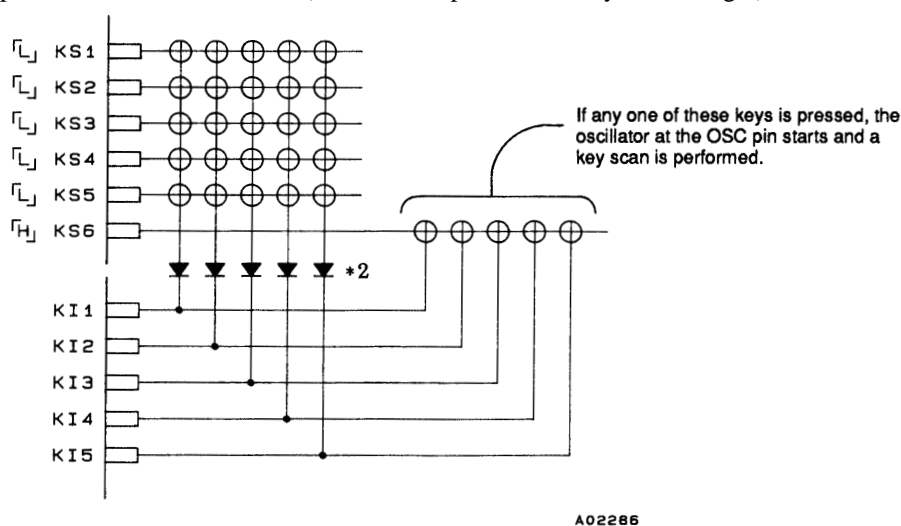 「L」 KS1
「L」 KS2
「L」 KS3
If any one of these keys is pressed, the
oscillator at the OSC pin starts and a
key scan is performed.
「L」 KS4
「L」 KS5
「H」 KS6
*2
KI1
KI2
KI3
KI4
KI5
A02286